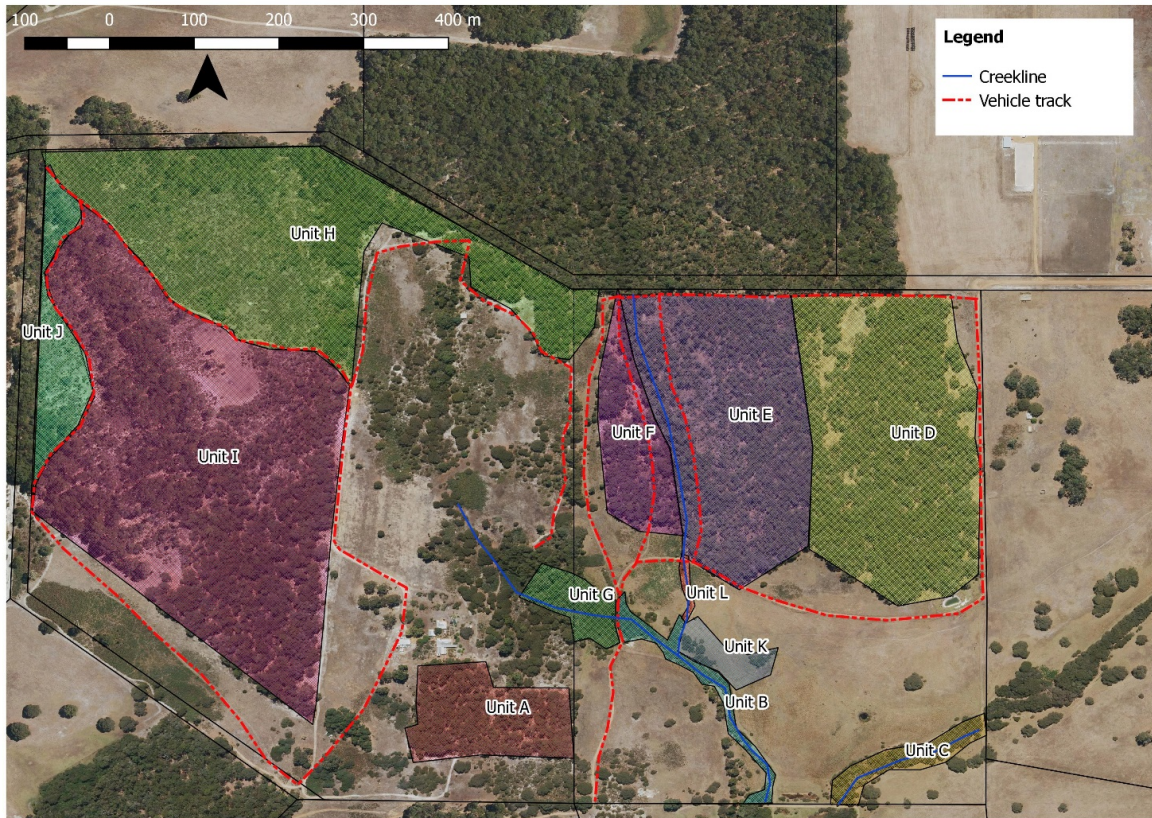 100 0 100 200 300 400 m
Legend
Creekline
Vehicle track
Unit H
Unit J
Unit E
Unit F
Unit D
Unit I
Unit G
Unit L
Unit K
Unit B
Unit A
Unit C